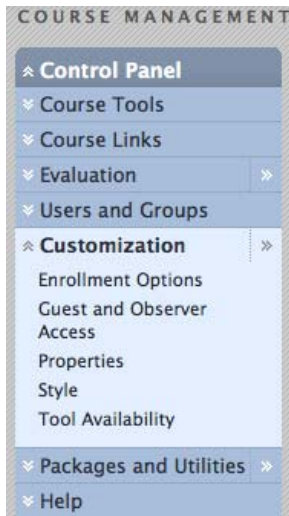 COURSE MANAGEMENT
Control Panel
Course Tools
Course Links
Evaluation
Users and Groups
Customization
Enrollment Options
Guest and Observer
Access
Properties
Style
Tool Availability
Packages and Utilities
Help